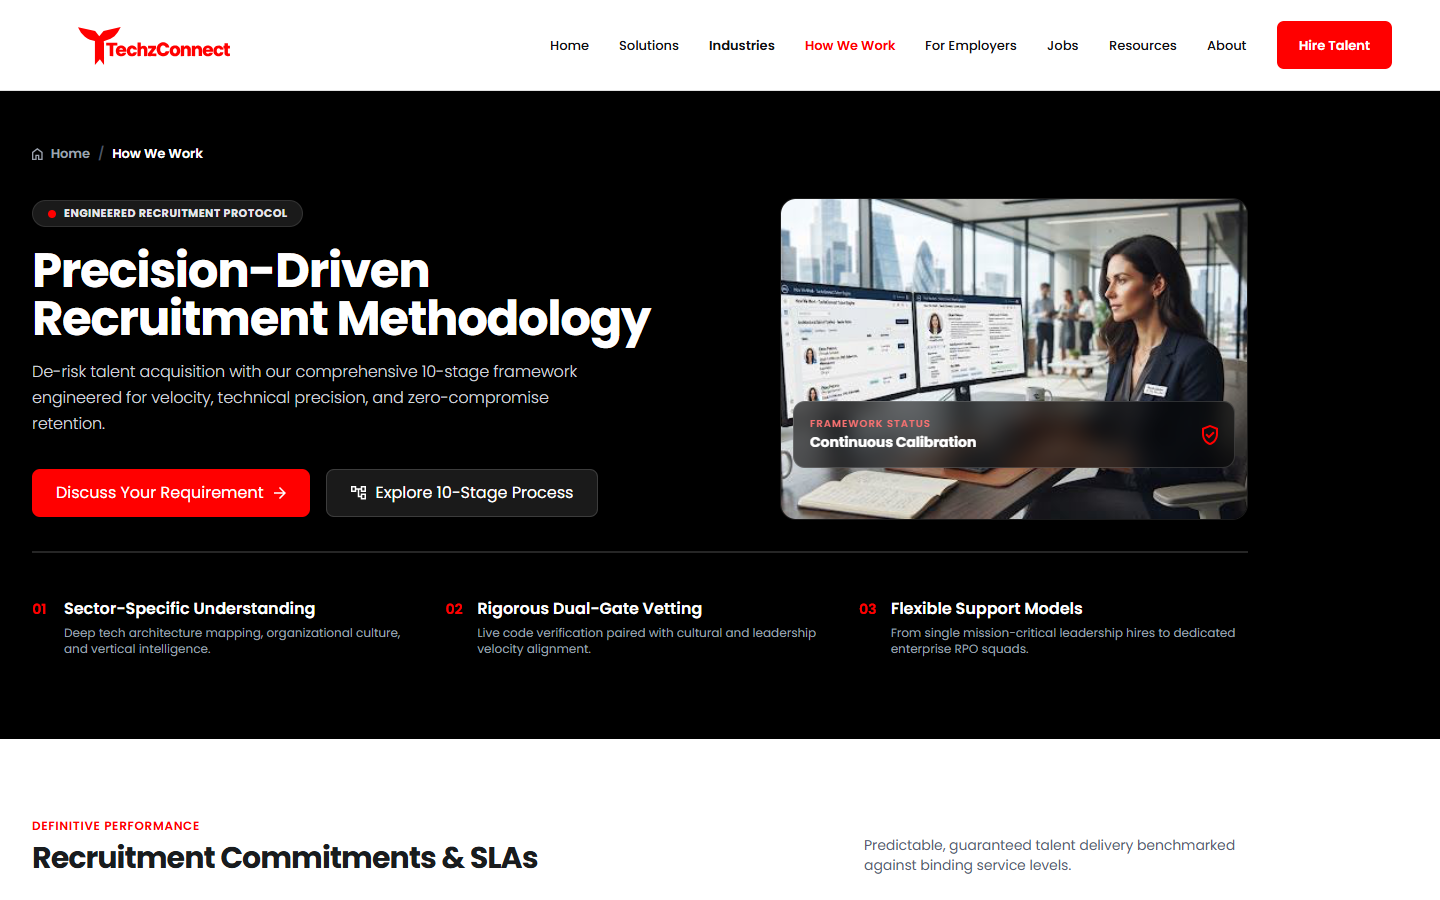 TechzConnect
Home
Solutions
Industries
How We Work
For Employers
Jobs
Resources
About
Hire Talent
Home / How We Work
ENGINEERED RECRUITMENT PROTOCOL
Precision-Driven
Recruitment Methodology
De-risk talent acquisition with our comprehensive 10-stage framework
engineered for velocity, technical precision, and zero-compromise
retention.
Discuss Your Requirement
Explore 10-Stage Process
FRAMEWORK STATUS
Continuous Calibration
01 Sector-Specific Understanding
Deep tech architecture mapping, organizational culture,
and vertical intelligence.
02 Rigorous Dual-Gate Vetting
Live code verification paired with cultural and leadership
velocity alignment.
03 Flexible Support Models
From single mission-critical leadership hires to dedicated
enterprise RPO squads.
DEFINITIVE PERFORMANCE
Recruitment Commitments & SLAs
Predictable, guaranteed talent delivery benchmarked
against binding service levels.